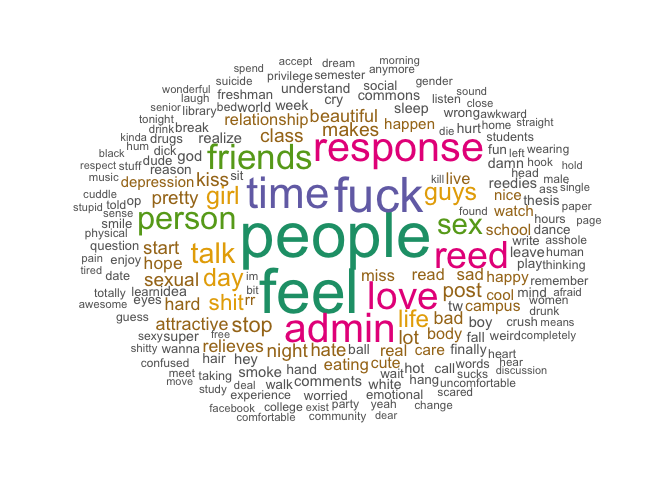 accept dream morning
spend anymore
suicide privilege semester social gender
wonderful freshman understand sound
laugh cry commons listen close
senior library bed world week beautiful sleep wrong awkward
tonight relationship happen die hurt home straight
drink break realize class makes students paper
kinda drugs friends response fun left wearing
hum dick damn hook hold
black dude god sit kill live reedies head male
respect stuff reason kiss time fuck guys ass single
music depression girl nice thesis
cuddle told op pretty watch hours page
stupid sense person people found sex school dance
smile write asshole
physical question start talk reed leave human
pain enjoy hope im play thinking
tired date sexual day feel miss read sad happy remember
totally learn idea bit love post cool mind afraid
awesome eyes hard shit rr tw campus women
guess drunk
attractive stop admin life bad boy crush means
sexy super free lot body fall weird completely
shitty wanna relieves night hate ball real care finally heart
confused hair hey eating cute hot call words hear
meet taking smoke hand wait sucks discussion
move study deal walk comments white hang uncomfortable
experience worried emotional scared
facebook college exist party yeah change
comfortable community dear